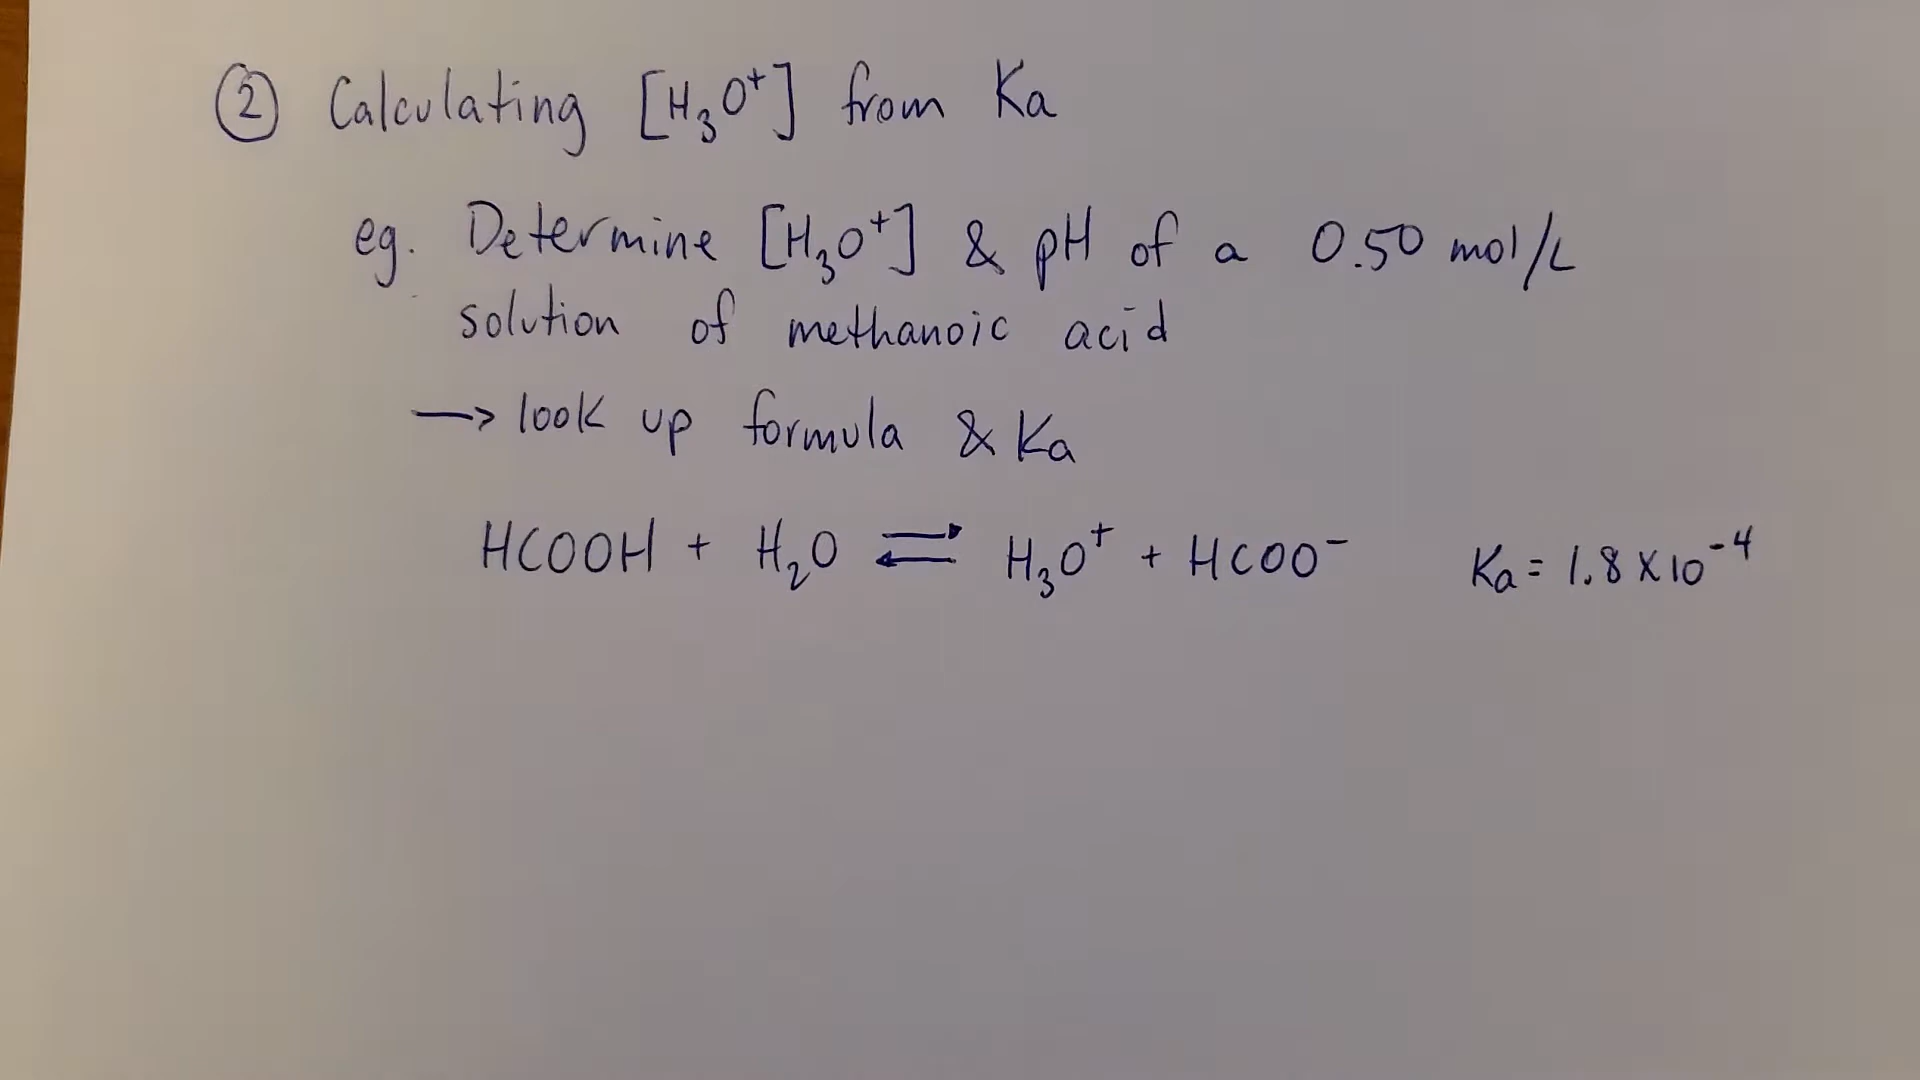 ② Calculating [H₃O⁺] from Ka
eg. Determine [H₃O⁺] & pH of a 0.50 mol/L
solution of methanoic acid
→ look up formula & Ka
HCOOH + H₂O ⇌ H₃O⁺ + HCOO⁻ Ka = 1.8 x 10⁻⁴